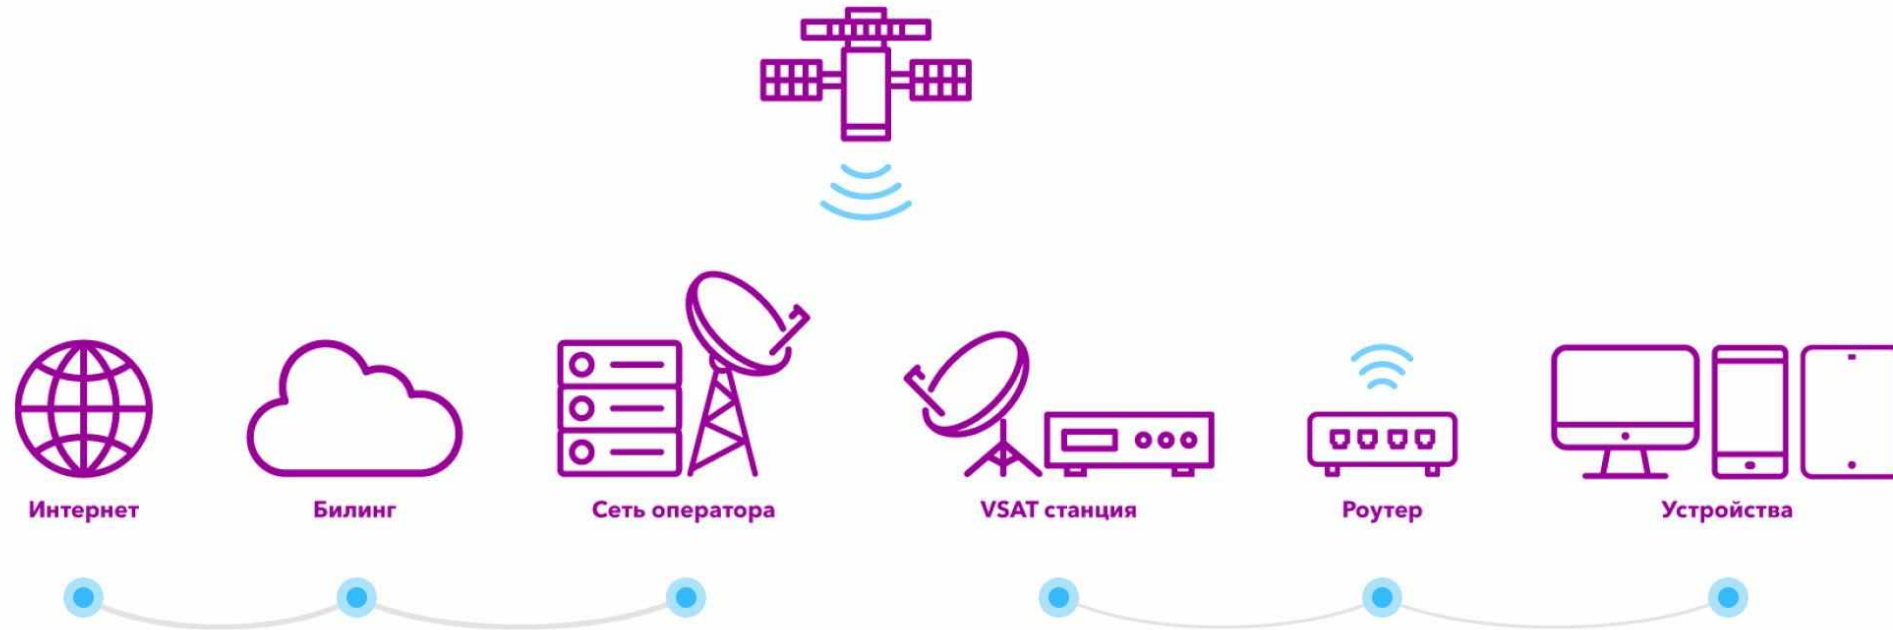 Интернет
Билинг
Сеть оператора
VSAT станция
Роутер
Устройства